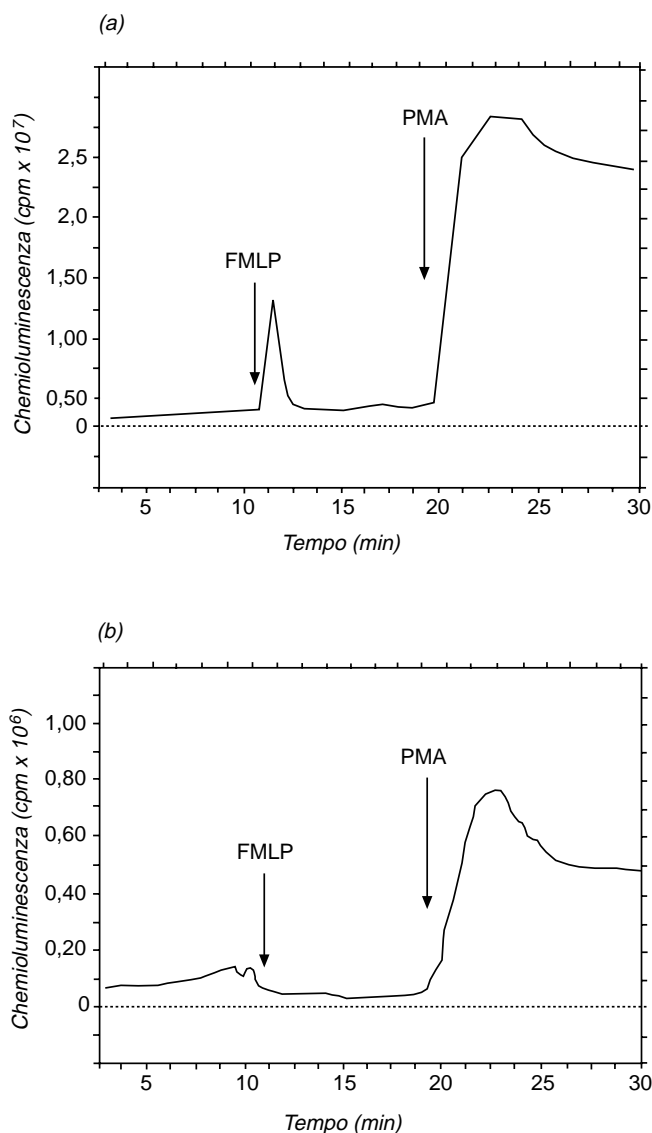 (a)
Chemioluminescenza (cpm x 10⁷)
2,5
2,00
1,50
1,00
0,50
0
FMLP
PMA
5 10 15 20 25 30
Tempo (min)
(b)
Chemioluminescenza (cpm x 10⁶)
1,00
0,80
0,60
0,40
0,20
0
FMLP
PMA
5 10 15 20 25 30
Tempo (min)